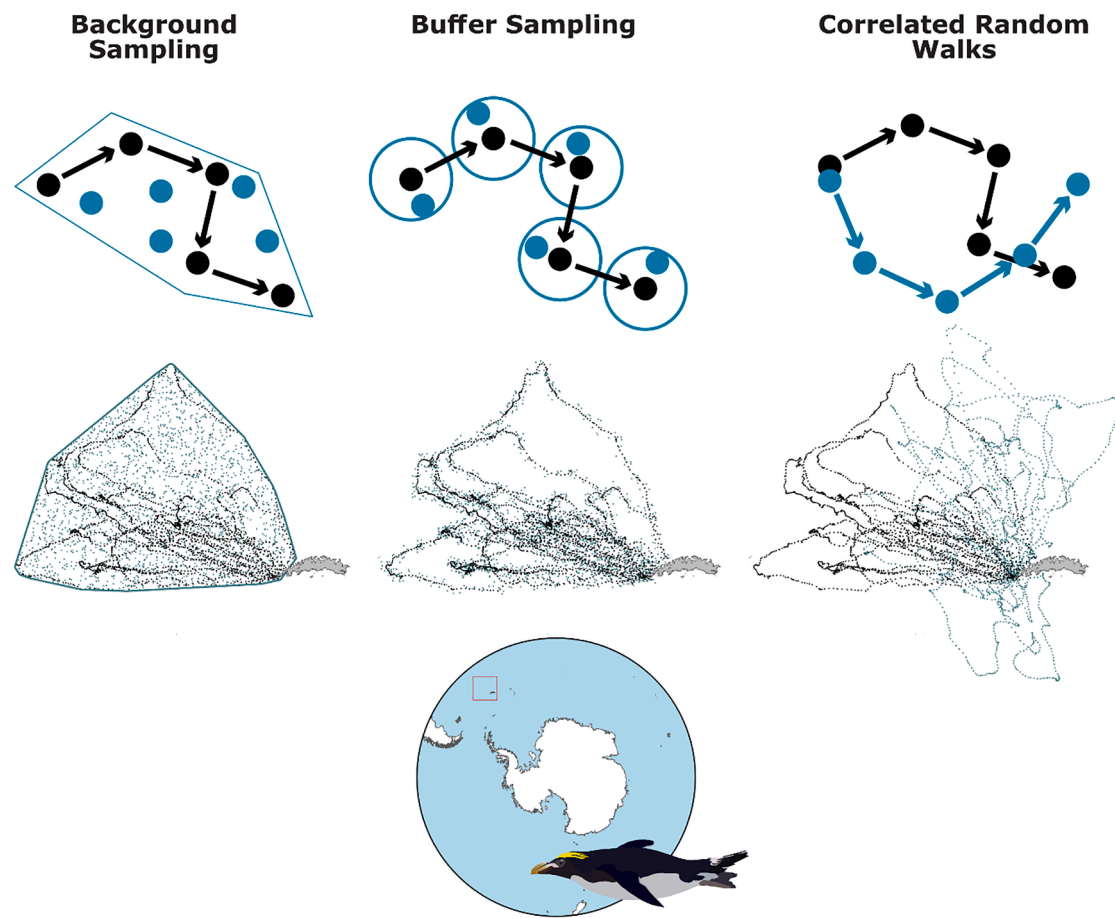 Background
Sampling
Buffer Sampling
Correlated Random
Walks